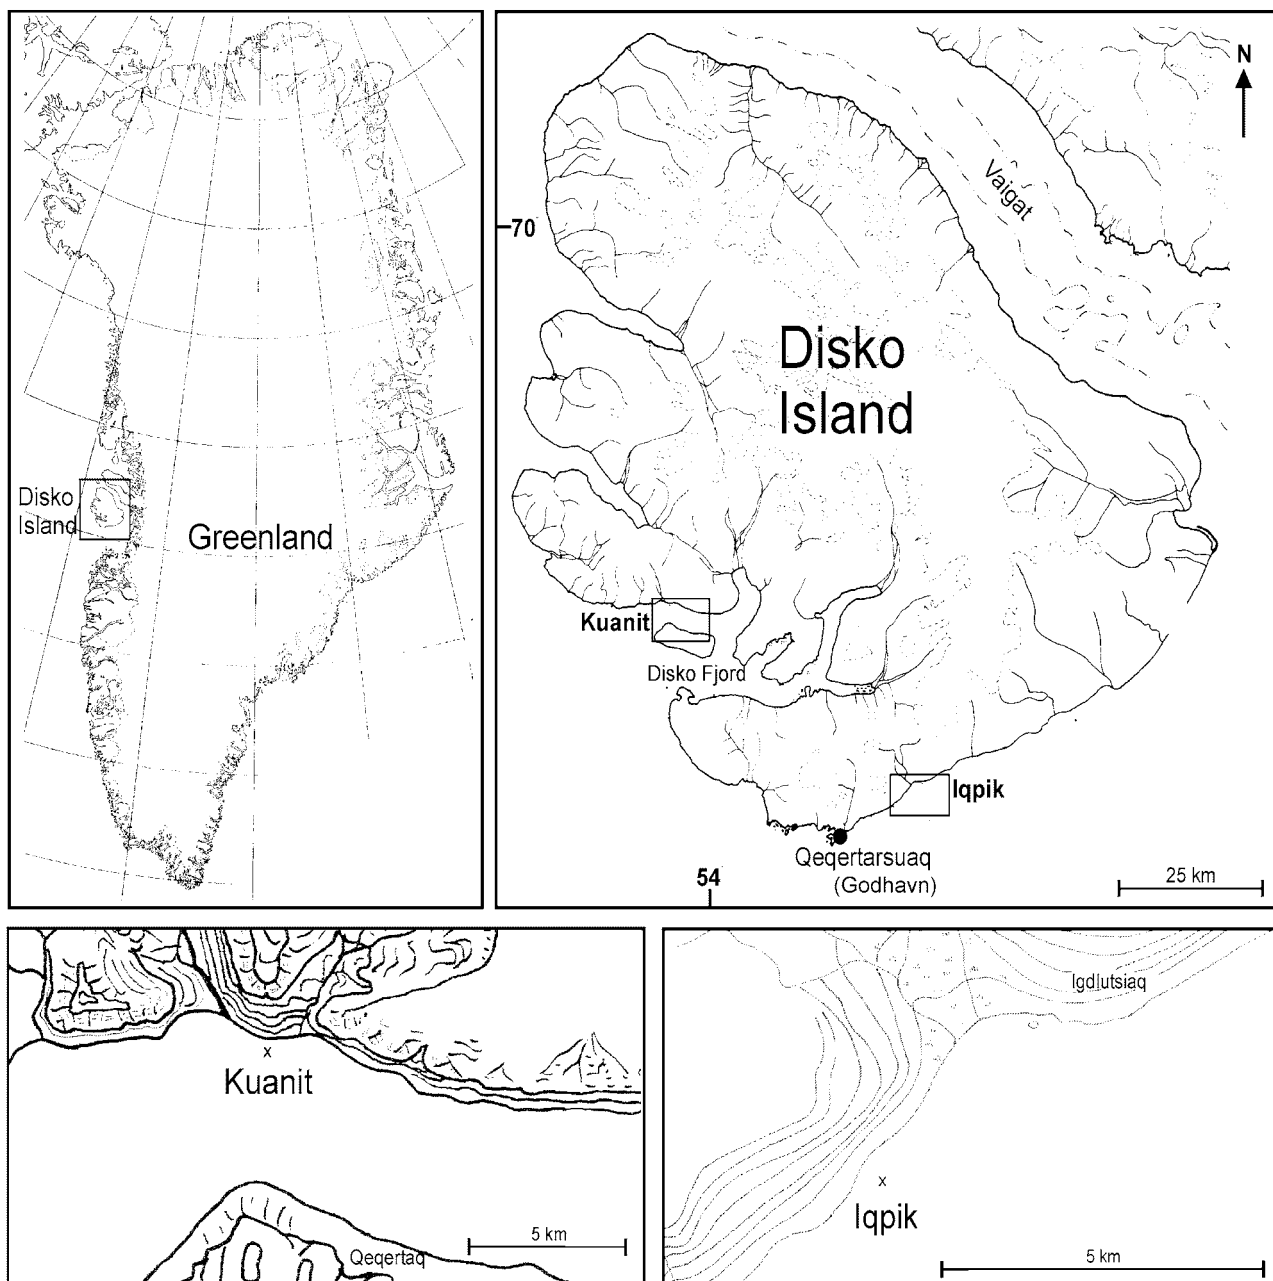 Disko
Island
Greenland
N
Vaigat
70
Disko
Island
Kuanit
Disko Fjord
Iqpik
Qeqertarsuaq
(Godhavn)
54
25 km
x
Kuanit
5 km
Qeqertaq
Igdlutsiaq
x
Iqpik
5 km